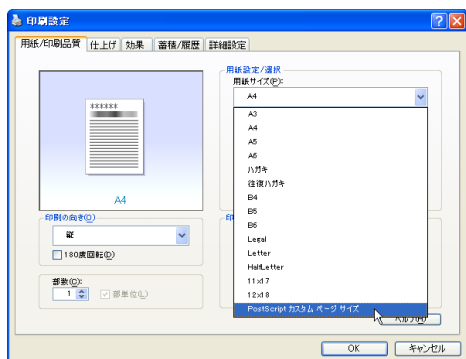 印刷設定
用紙/印刷品質 仕上げ 効果 蓄積/履歴 詳細設定
******
A4
印刷の向き(O)
縦
180度回転(D)
部数(C):
1 部単位(L)
用紙設定/選択
用紙サイズ(P):
A4
A3
A4
A5
A6
ハガキ
往復ハガキ
B4
B5
B6
Legal
Letter
HalfLetter
11x17
12x18
PostScript カスタム ページ サイズ
OK キャンセル